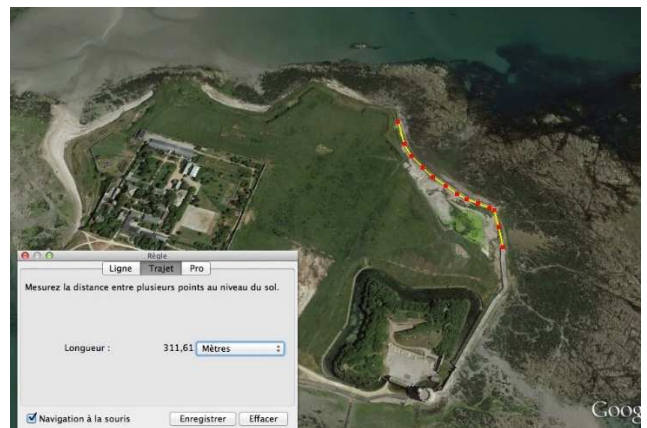 Règle
Ligne Trajet Pro
Mesurez la distance entre plusieurs points au niveau du sol.
Longueur : 311,61 Mètres
Navigation à la souris Enregistrer Effacer
Goog